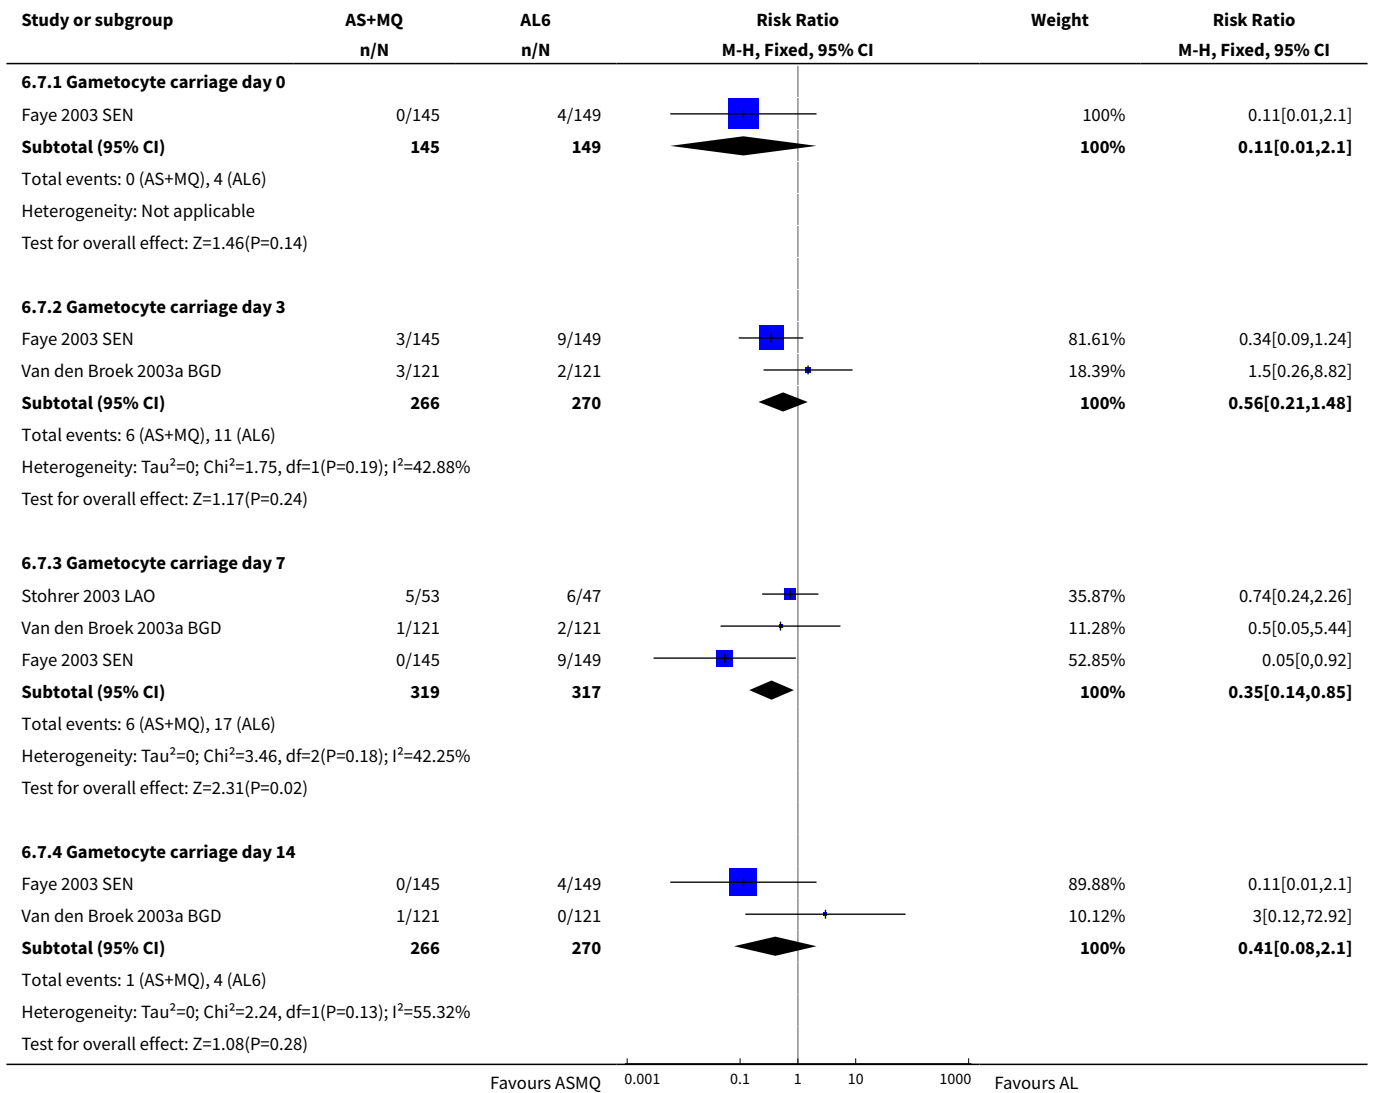 Study or subgroup AS+MQ AL6 Risk Ratio Weight Risk Ratio
n/N n/N M-H, Fixed, 95% CI M-H, Fixed, 95% CI
6.7.1 Gametocyte carriage day 0
Faye 2003 SEN 0/145 4/149 100% 0.11[0.01,2.1]
Subtotal (95% CI) 145 149 100% 0.11[0.01,2.1]
Total events: 0 (AS+MQ), 4 (AL6)
Heterogeneity: Not applicable
Test for overall effect: Z=1.46(P=0.14)
6.7.2 Gametocyte carriage day 3
Faye 2003 SEN 3/145 9/149 81.61% 0.34[0.09,1.24]
Van den Broek 2003a BGD 3/121 2/121 18.39% 1.5[0.26,8.82]
Subtotal (95% CI) 266 270 100% 0.56[0.21,1.48]
Total events: 6 (AS+MQ), 11 (AL6)
Heterogeneity: Tau²=0; Chi²=1.75, df=1(P=0.19); I²=42.88%
Test for overall effect: Z=1.17(P=0.24)
6.7.3 Gametocyte carriage day 7
Stohrer 2003 LAO 5/53 6/47 35.87% 0.74[0.24,2.26]
Van den Broek 2003a BGD 1/121 2/121 11.28% 0.5[0.05,5.44]
Faye 2003 SEN 0/145 9/149 52.85% 0.05[0,0.92]
Subtotal (95% CI) 319 317 100% 0.35[0.14,0.85]
Total events: 6 (AS+MQ), 17 (AL6)
Heterogeneity: Tau²=0; Chi²=3.46, df=2(P=0.18); I²=42.25%
Test for overall effect: Z=2.31(P=0.02)
6.7.4 Gametocyte carriage day 14
Faye 2003 SEN 0/145 4/149 89.88% 0.11[0.01,2.1]
Van den Broek 2003a BGD 1/121 0/121 10.12% 3[0.12,72.92]
Subtotal (95% CI) 266 270 100% 0.41[0.08,2.1]
Total events: 1 (AS+MQ), 4 (AL6)
Heterogeneity: Tau²=0; Chi²=2.24, df=1(P=0.13); I²=55.32%
Test for overall effect: Z=1.08(P=0.28)
Favours ASMQ 0.001 0.1 1 10 1000 Favours AL